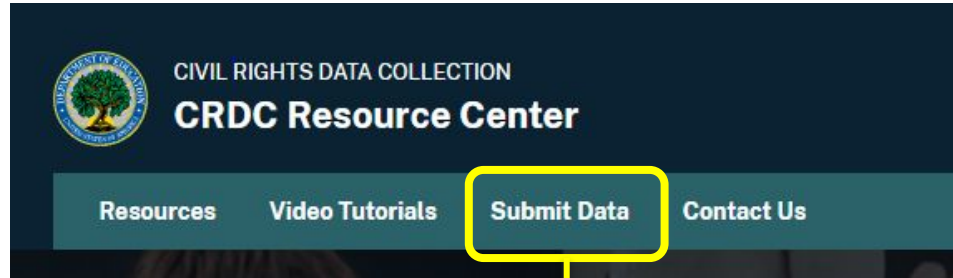 CIVIL RIGHTS DATA COLLECTION
CRDC Resource Center
Resources Video Tutorials Submit Data Contact Us